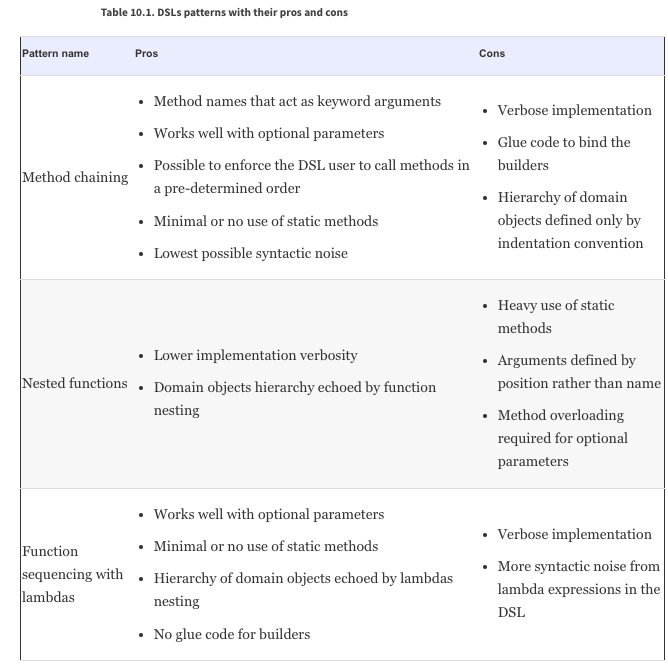 Table 10.1. DSLs patterns with their pros and cons
Pattern name Pros Cons
Method chaining
• Method names that act as keyword arguments
• Works well with optional parameters
• Possible to enforce the DSL user to call methods in
a pre-determined order
• Minimal or no use of static methods
• Lowest possible syntactic noise
• Verbose implementation
• Glue code to bind the
builders
• Hierarchy of domain
objects defined only by
indentation convention
Nested functions
• Lower implementation verbosity
• Domain objects hierarchy echoed by function
nesting
• Heavy use of static
methods
• Arguments defined by
position rather than name
• Method overloading
required for optional
parameters
Function
sequencing with
lambdas
• Works well with optional parameters
• Minimal or no use of static methods
• Hierarchy of domain objects echoed by lambdas
nesting
• No glue code for builders
• Verbose implementation
• More syntactic noise from
lambda expressions in the
DSL